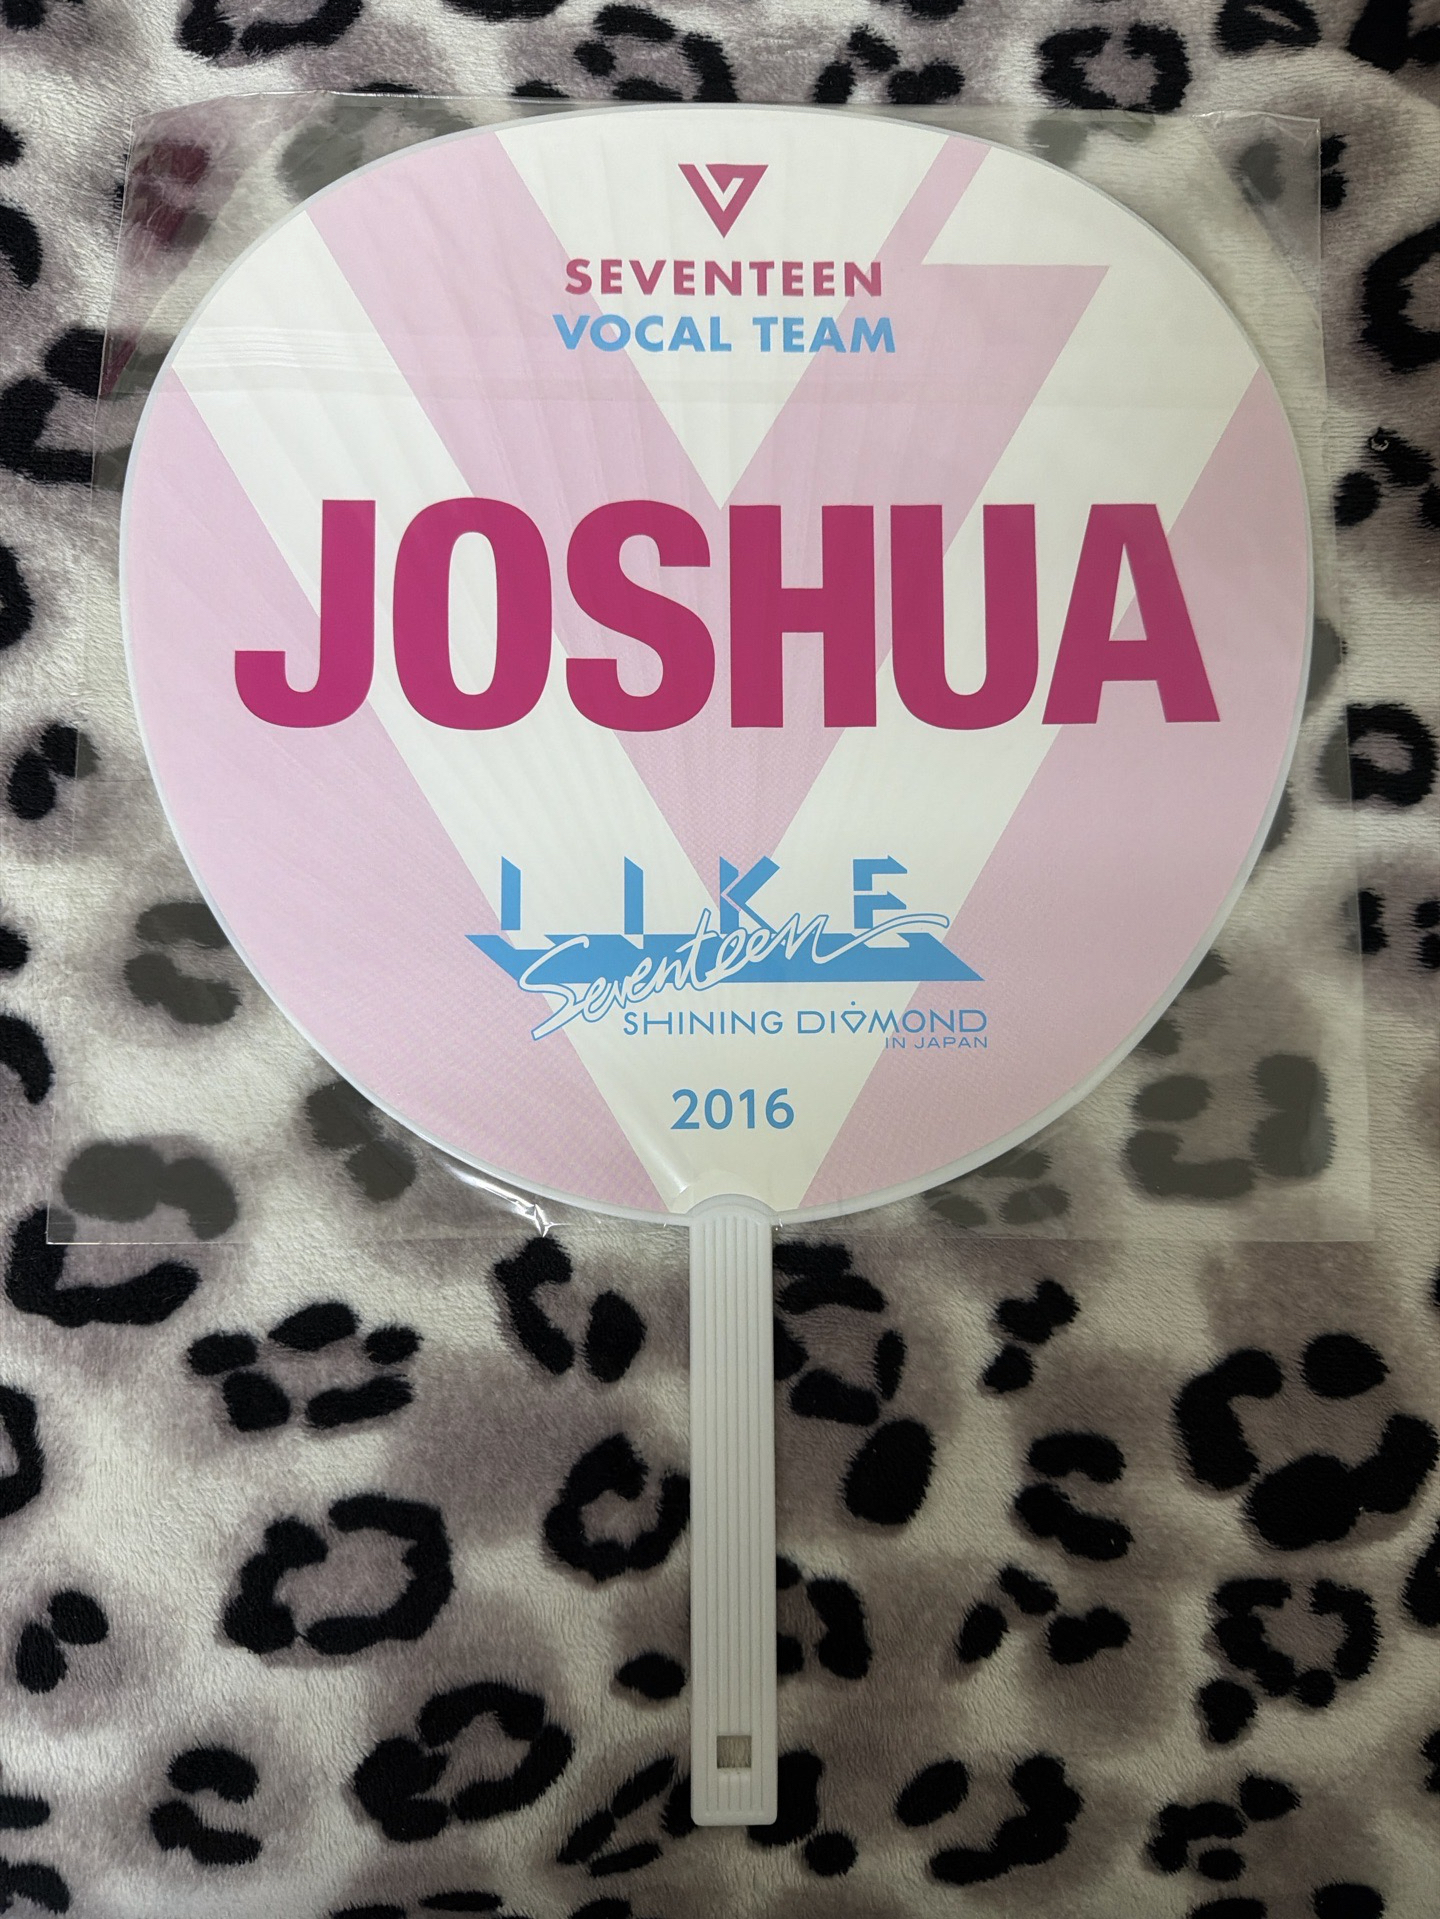 SEVENTEEN
VOCAL TEAM
JOSHUA
LIKE
Seventeen
SHINING DIAMOND
IN JAPAN
2016